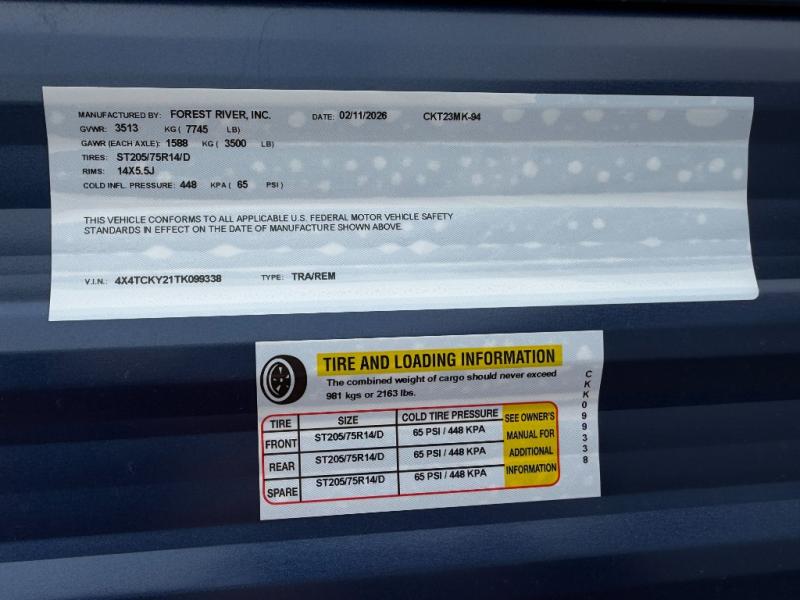 MANUFACTURED BY: FOREST RIVER, INC. DATE: 02/11/2026 CKT23MK-94
GVWR: 3513 KG ( 7745 LB)
GAWR (EACH AXLE): 1588 KG ( 3500 LB)
TIRES: ST205/75R14/D
RIMS: 14X5.5J
COLD INFL. PRESSURE: 448 KPA ( 65 PSI )
THIS VEHICLE CONFORMS TO ALL APPLICABLE U.S. FEDERAL MOTOR VEHICLE SAFETY
STANDARDS IN EFFECT ON THE DATE OF MANUFACTURE SHOWN ABOVE.
V.I.N.: 4X4TCKY21TK099338 TYPE: TRA/REM
TIRE AND LOADING INFORMATION
The combined weight of cargo should never exceed
981 kgs or 2163 lbs.
TIRE SIZE COLD TIRE PRESSURE
FRONT ST205/75R14/D 65 PSI / 448 KPA
REAR ST205/75R14/D 65 PSI / 448 KPA
SPARE ST205/75R14/D 65 PSI / 448 KPA
SEE OWNER'S
MANUAL FOR
ADDITIONAL
INFORMATION
CKK099338